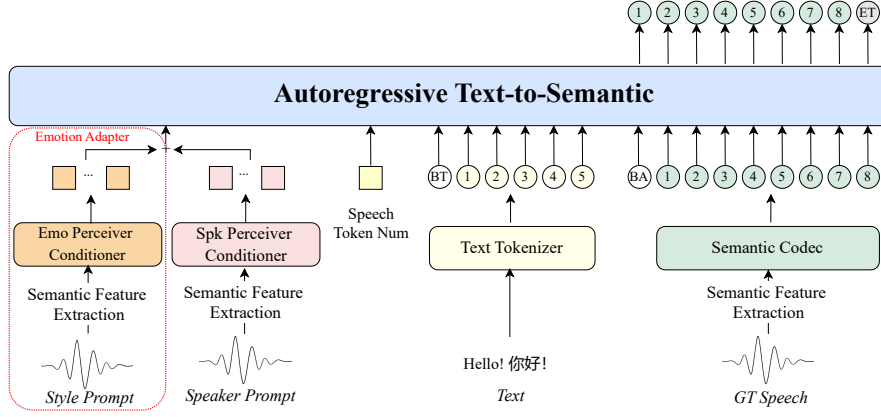 1 2 3 4 5 6 7 8 ET
Autoregressive Text-to-Semantic
Emotion Adapter
+
... ...
BT 1 2 3 4 5
BA 1 2 3 4 5 6 7 8
Speech
Token Num
Emo Perceiver
Conditioner
Spk Perceiver
Conditioner
Text Tokenizer
Semantic Codec
Semantic Feature
Extraction
Semantic Feature
Extraction
Semantic Feature
Extraction
Hello! 你好!
Style Prompt
Speaker Prompt
Text
GT Speech